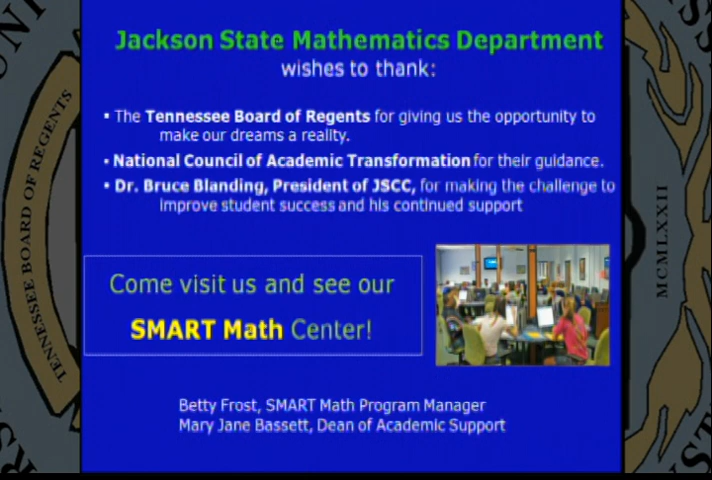 Jackson State Mathematics Department
wishes to thank:
▪ The Tennessee Board of Regents for giving us the opportunity to
make our dreams a reality.
▪ National Council of Academic Transformation for their guidance.
▪ Dr. Bruce Blanding, President of JSCC, for making the challenge to
improve student success and his continued support
Come visit us and see our
SMART Math Center!
Betty Frost, SMART Math Program Manager
Mary Jane Bassett, Dean of Academic Support
TENNESSEE BOARD OF REGENTS
MCMLXXII